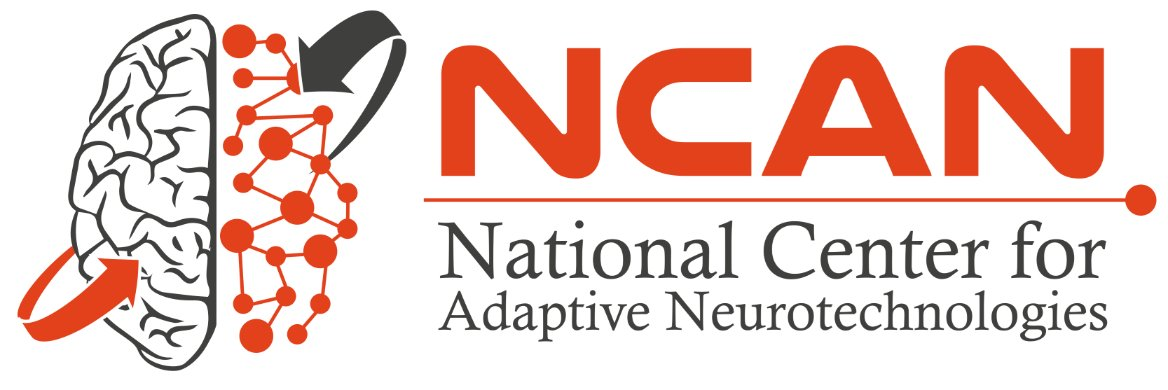 NCAN
National Center for
Adaptive Neurotechnologies